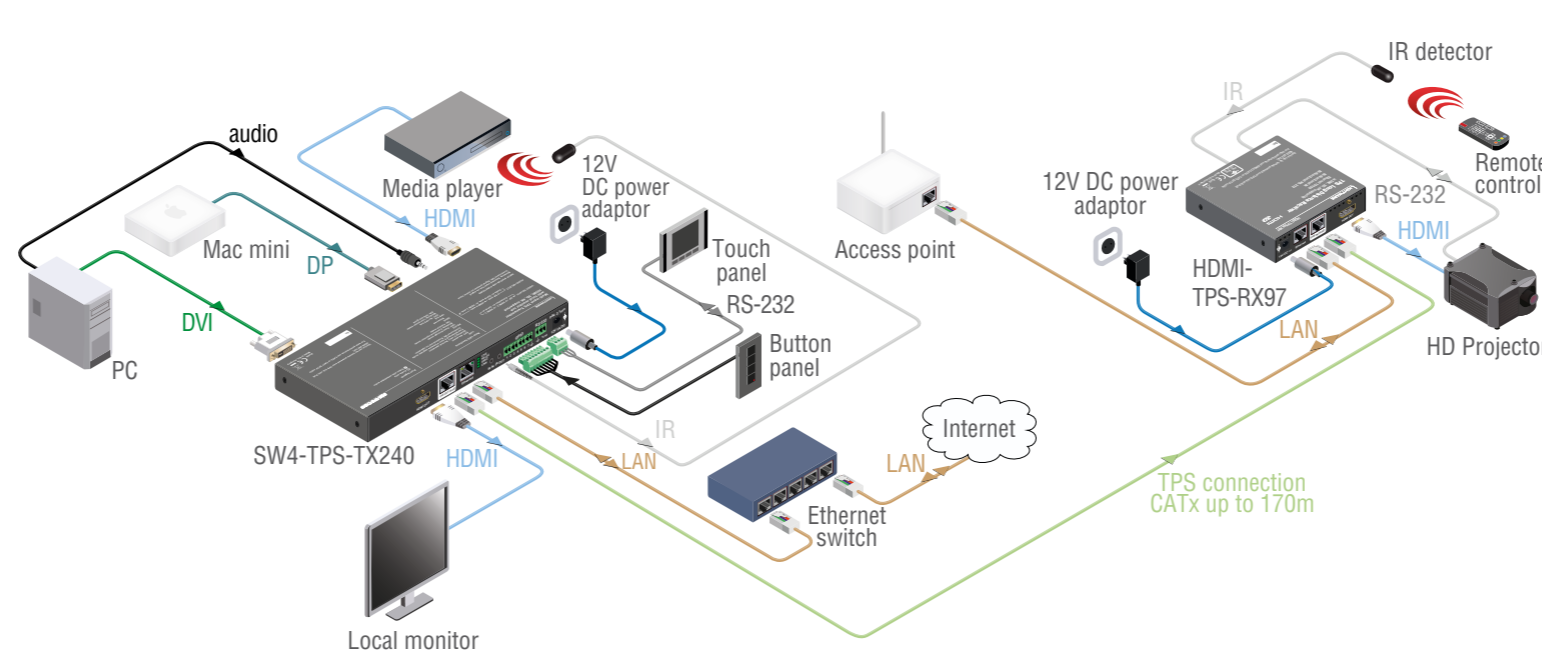 IR detector
IR
audio
12V
DC power
adaptor
Remote
control
Media player
HDMI
12V DC power
adaptor
RS-232
Mac mini
DP
Touch
panel
Access point
HDMI
HDMI-
TPS-RX97
RS-232
DVI
LAN
Button
panel
HD Projector
PC
SW4-TPS-TX240
HDMI
IR
LAN
Internet
LAN
TPS connection
CATx up to 170m
Ethernet
switch
Local monitor